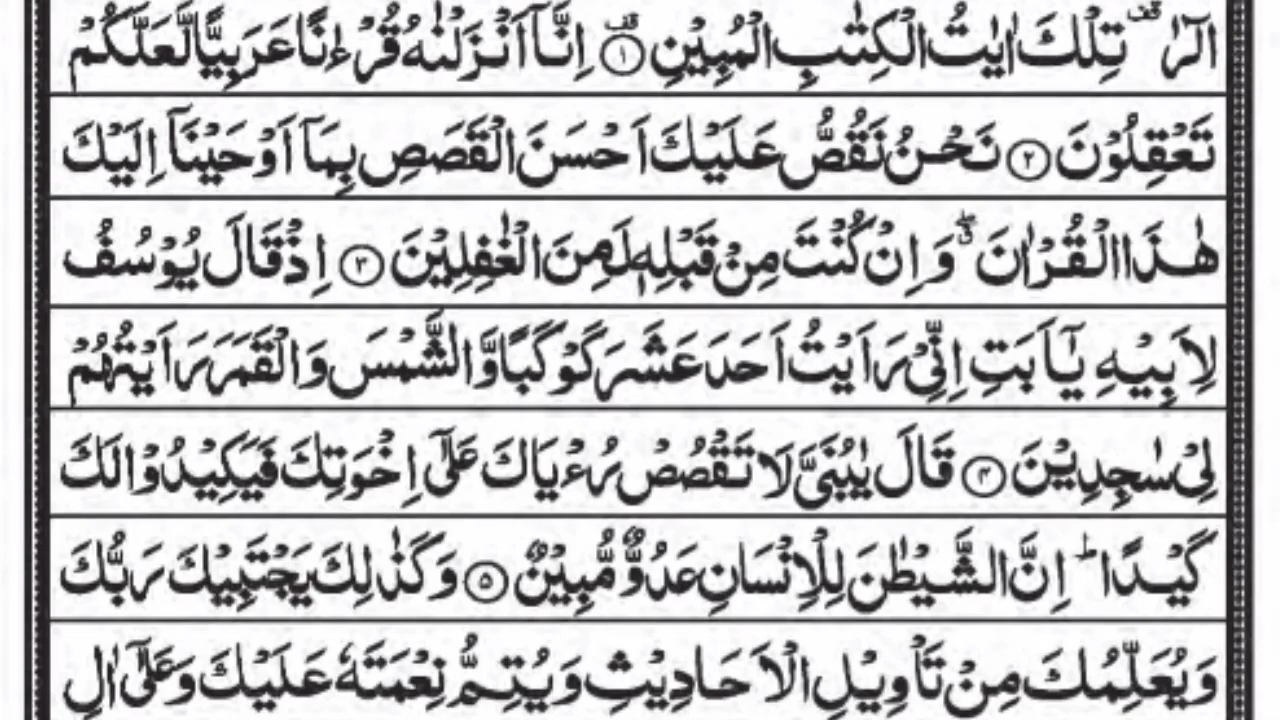 الٓرٰ ۗ تِلْكَ اٰيٰتُ الْكِتٰبِ الْمُبِيْنِ ۟ۗ ۝١ اِنَّآ اَنْزَلْنٰهُ قُرْءٰنًا عَرَبِيًّا لَّعَلَّكُمْ
تَعْقِلُوْنَ ۝٢ نَحْنُ نَقُصُّ عَلَيْكَ اَحْسَنَ الْقَصَصِ بِمَآ اَوْحَيْنَآ اِلَيْكَ
هٰذَا الْقُرْاٰنَ ۖۗ وَ اِنْ كُنْتَ مِنْ قَبْلِهٖ لَمِنَ الْغٰفِلِيْنَ ۝٣ اِذْ قَالَ يُوْسُفُ
لِاَبِيْهِ يٰٓاَبَتِ اِنِّيْ رَاَيْتُ اَحَدَ عَشَرَ كَوْكَبًا وَّالشَّمْسَ وَالْقَمَرَ رَاَيْتُهُمْ
لِيْ سٰجِدِيْنَ ۝٤ قَالَ يٰبُنَيَّ لَا تَقْصُصْ رُءْيَاكَ عَلٰٓى اِخْوَتِكَ فَيَكِيْدُوْا لَكَ
كَيْدًا ؕ اِنَّ الشَّيْطٰنَ لِلْاِنْسَانِ عَدُوٌّ مُّبِيْنٌ ۝٥ وَكَذٰلِكَ يَجْتَبِيْكَ رَبُّكَ
وَيُعَلِّمُكَ مِنْ تَاْوِيْلِ الْاَحَادِيْثِ وَيُتِمُّ نِعْمَتَهٗ عَلَيْكَ وَعَلٰٓى اٰلِ